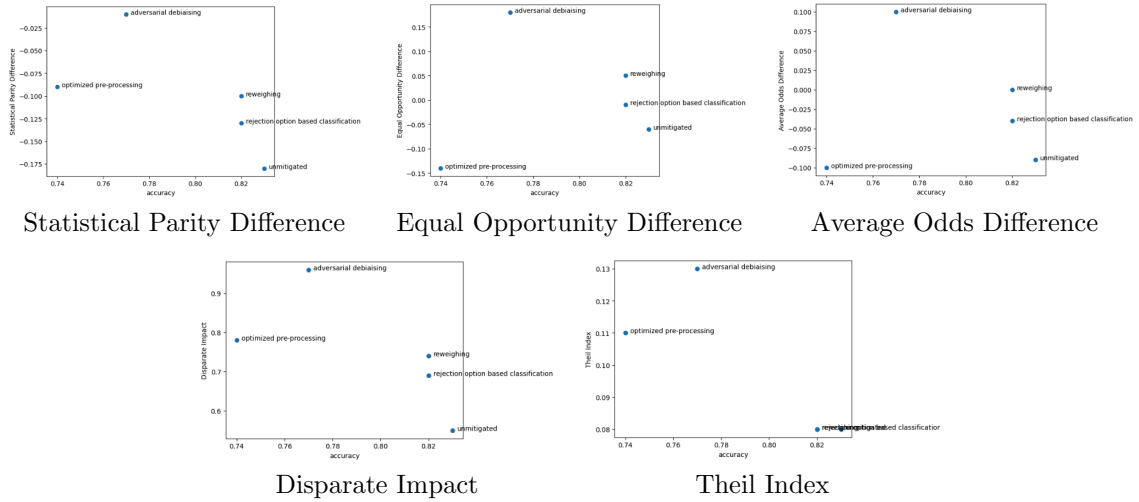 adversarial debiaising
−0.025
−0.050
−0.075
−0.100
−0.125
−0.150
−0.175
Statistical Parity Difference
optimized pre-processing
reweighing
rejection option based classification
unmitigated
0.74 0.76 0.78 0.80 0.82
accuracy
Statistical Parity Difference
adversarial debiaising
0.15
0.10
0.05
0.00
−0.05
−0.10
−0.15
Equal Opportunity Difference
reweighing
rejection option based classification
unmitigated
optimized pre-processing
0.74 0.76 0.78 0.80 0.82
accuracy
Equal Opportunity Difference
adversarial debiaising
0.100
0.075
0.050
0.025
0.000
−0.025
−0.050
−0.075
−0.100
Average Odds Difference
reweighing
rejection option based classification
unmitigated
optimized pre-processing
0.74 0.76 0.78 0.80 0.82
accuracy
Average Odds Difference
adversarial debiaising
0.9
0.8
0.7
0.6
Disparate Impact
optimized pre-processing
reweighing
rejection option based classification
unmitigated
0.74 0.76 0.78 0.80 0.82
accuracy
Disparate Impact
adversarial debiaising
0.13
0.12
0.11
0.10
0.09
0.08
Theil Index
optimized pre-processing
0.74 0.76 0.78 0.80 0.82
accuracy
Theil Index